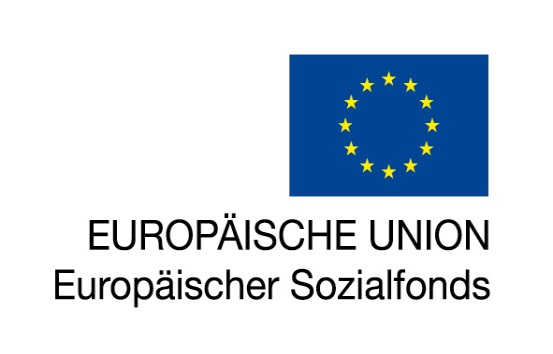 EUROPÄISCHE UNION
Europäischer Sozialfonds